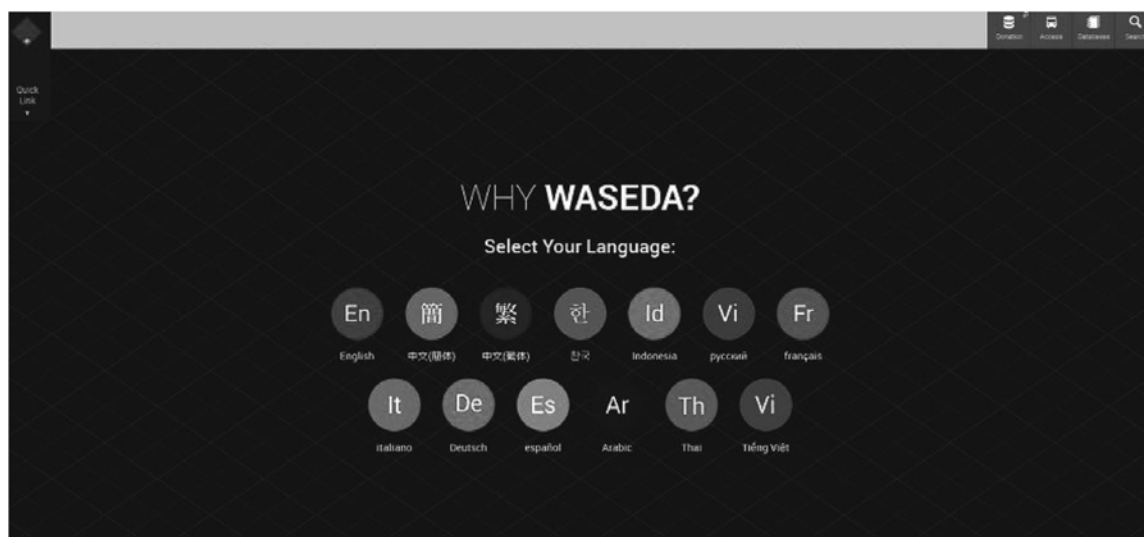 Donation
Access
Databases
Search
Quick
Link
WHY WASEDA?
Select Your Language:
En
簡
繁
한
Id
Vi
Fr
English
中文(簡体)
中文(繁体)
한국
Indonesia
русский
français
It
De
Es
Ar
Th
Vi
italiano
Deutsch
español
Arabic
Thai
Tiếng Việt